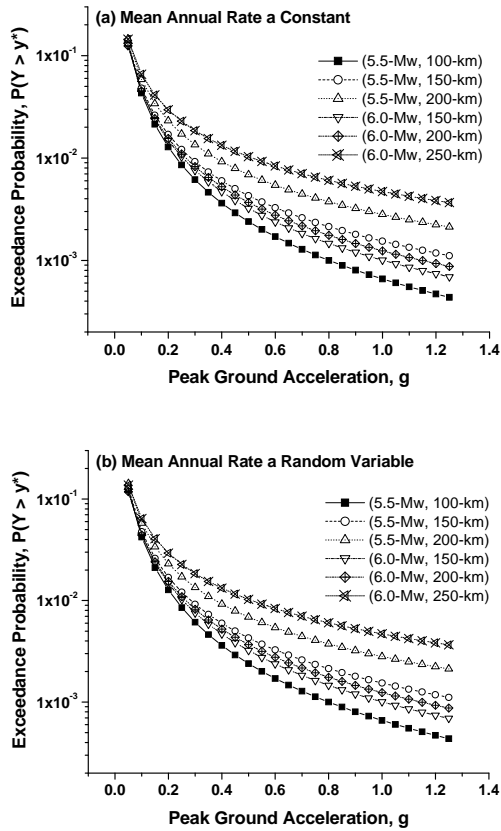 (a) Mean Annual Rate a Constant
1x10⁻¹
1x10⁻²
1x10⁻³
Exceedance Probability, P(Y > y*)
(5.5-Mw, 100-km)
(5.5-Mw, 150-km)
(5.5-Mw, 200-km)
(6.0-Mw, 150-km)
(6.0-Mw, 200-km)
(6.0-Mw, 250-km)
0.0 0.2 0.4 0.6 0.8 1.0 1.2 1.4
Peak Ground Acceleration, g
(b) Mean Annual Rate a Random Variable
1x10⁻¹
1x10⁻²
1x10⁻³
Exceedance Probability, P(Y > y*)
(5.5-Mw, 100-km)
(5.5-Mw, 150-km)
(5.5-Mw, 200-km)
(6.0-Mw, 150-km)
(6.0-Mw, 200-km)
(6.0-Mw, 250-km)
0.0 0.2 0.4 0.6 0.8 1.0 1.2 1.4
Peak Ground Acceleration, g